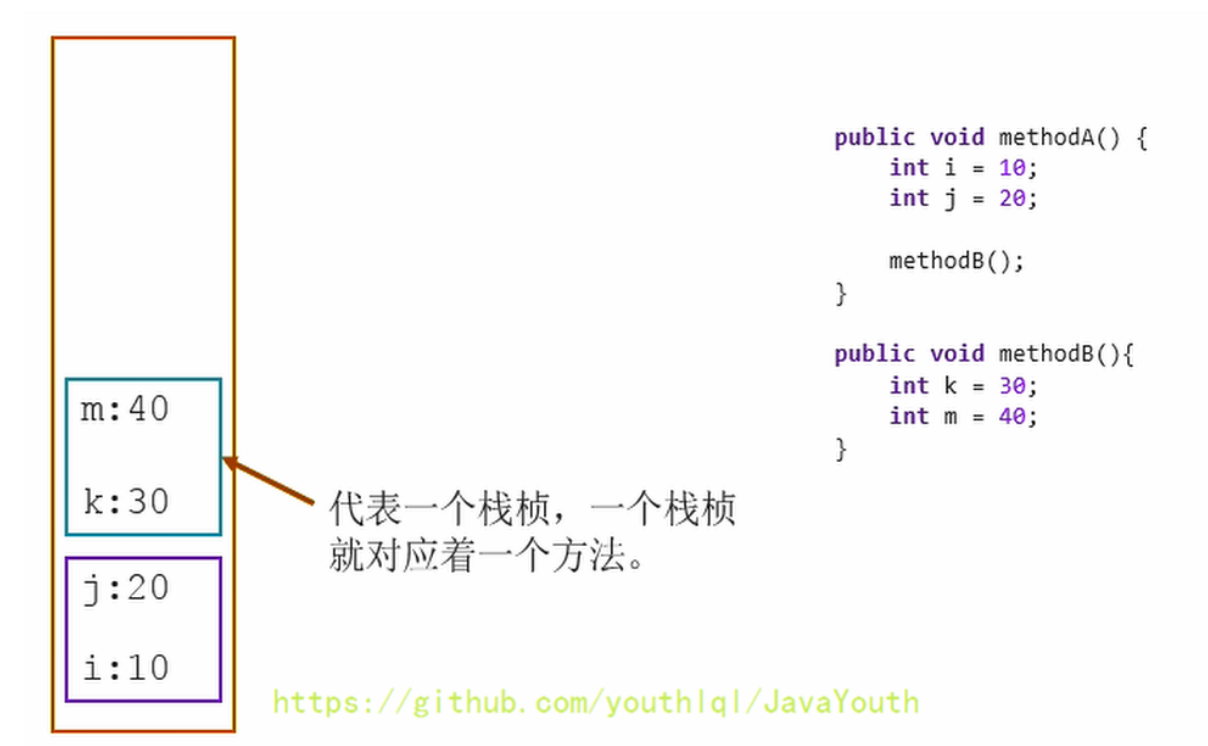 m:40
k:30
j:20
i:10
代表一个栈桢，一个栈桢
就对应着一个方法。
public void methodA() {
    int i = 10;
    int j = 20;
    methodB();
}
public void methodB(){
    int k = 30;
    int m = 40;
}
https://github.com/youthlql/JavaYouth